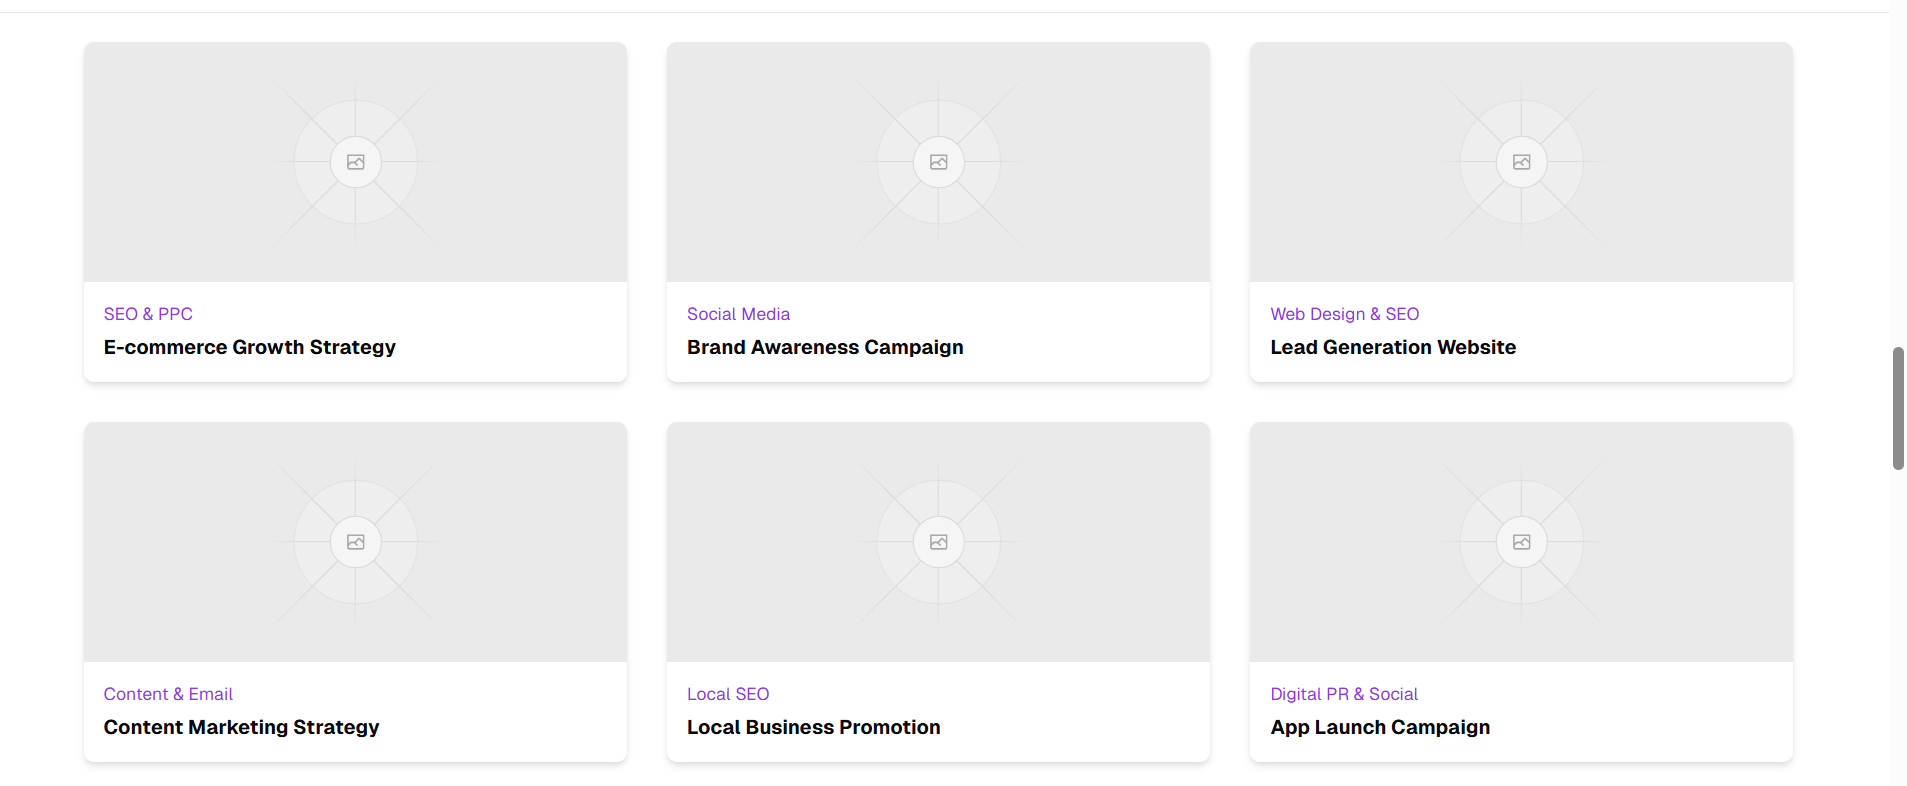 SEO & PPC
E-commerce Growth Strategy
Social Media
Brand Awareness Campaign
Web Design & SEO
Lead Generation Website
Content & Email
Content Marketing Strategy
Local SEO
Local Business Promotion
Digital PR & Social
App Launch Campaign